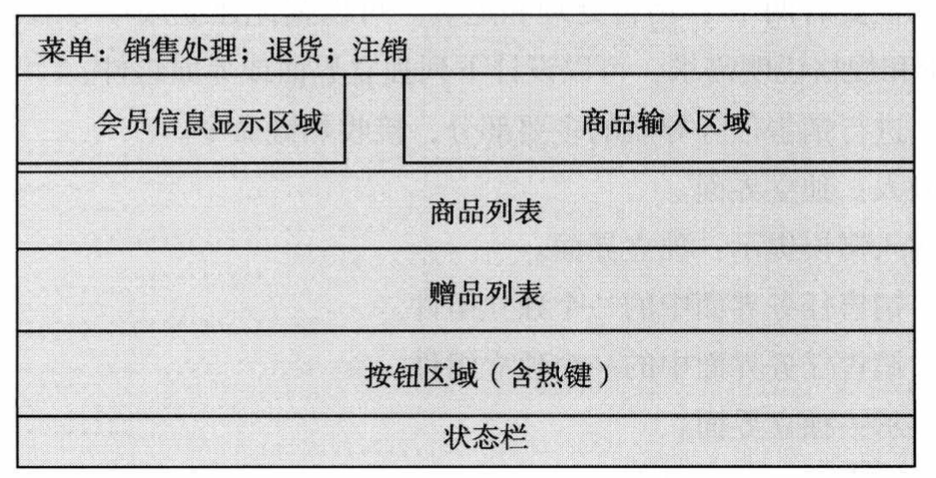 菜单：销售处理；退货；注销
会员信息显示区域
商品输入区域
商品列表
赠品列表
按钮区域（含热键）
状态栏